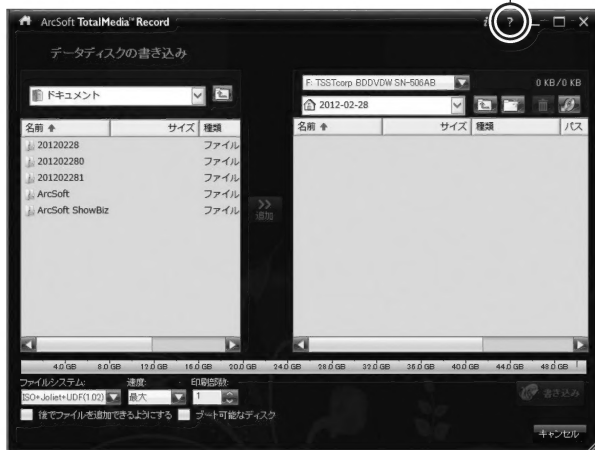 ArcSoft TotalMedia™ Record i ?
データディスクの書き込み
ドキュメント
F: TSSTcorp BDDVDW SN-506AB 0 KB/0 KB
2012-02-28
名前 サイズ 種類
名前 サイズ 種類 パス
20120228 ファイル
201202280 ファイル
201202281 ファイル
ArcSoft ファイル
ArcSoft ShowBiz ファイル
>> 追加
4.0 GB 8.0 GB 12.0 GB 16.0 GB 20.0 GB 24.0 GB 28.0 GB 32.0 GB 36.0 GB 40.0 GB 44.0 GB 48.0 GB
ファイルシステム: 速度: 印刷部数:
ISO+Joliet+UDF(1.02) 最大 1
書き込み
後でファイルを追加できるようにする ブート可能なディスク
キャンセル